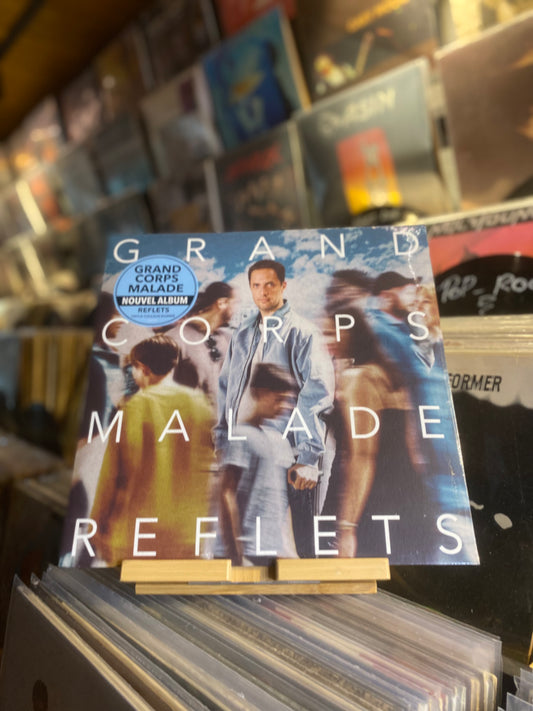 GRAND
CORPS
MALADE
REFLETS
GRAND
CORPS
MALADE
NOUVEL ALBUM
REFLETS
POP-ROC
FORMER